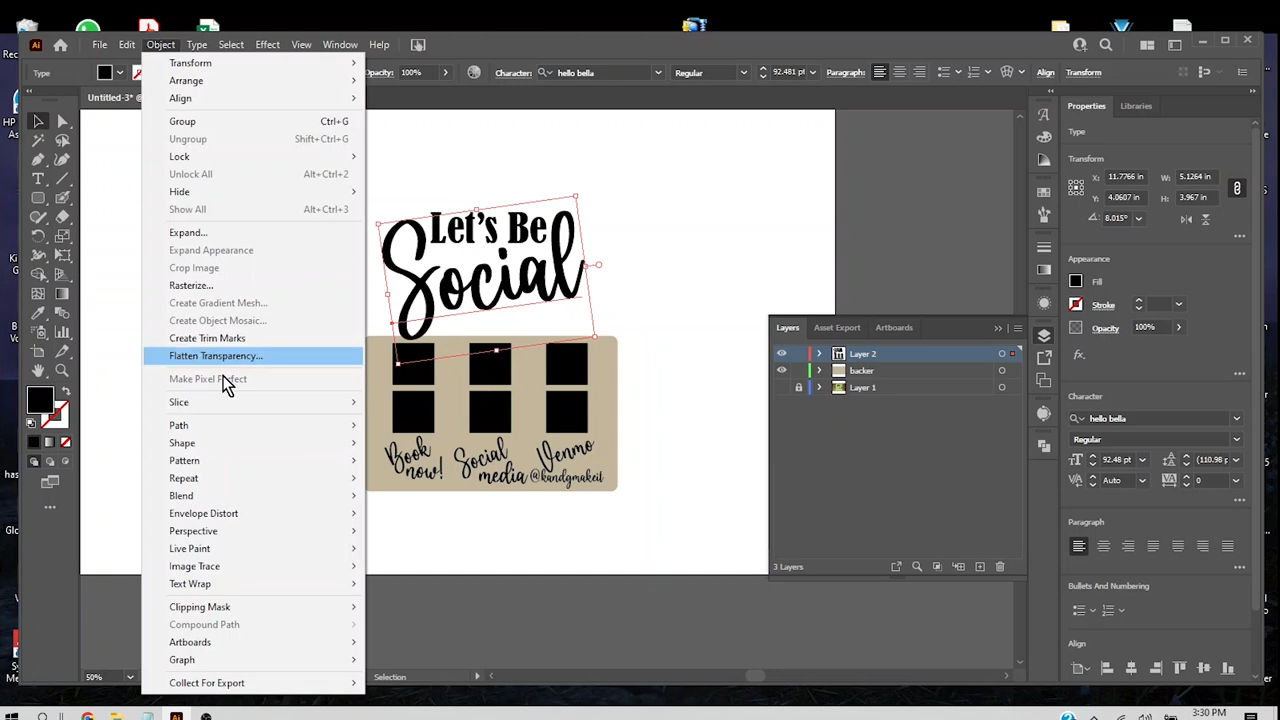 Ai File Edit Object Type Select Effect View Window Help
Type Opacity: 100% Character: hello bella Regular 92.481 pt Paragraph: Align Transform
Untitled-3*
Transform
Arrange
Align
Group Ctrl+G
Ungroup Shift+Ctrl+G
Lock
Unlock All Alt+Ctrl+2
Hide
Show All Alt+Ctrl+3
Expand...
Expand Appearance
Crop Image
Rasterize...
Create Gradient Mesh...
Create Object Mosaic...
Create Trim Marks
Flatten Transparency...
Make Pixel Perfect
Slice
Path
Shape
Pattern
Repeat
Blend
Envelope Distort
Perspective
Live Paint
Image Trace
Text Wrap
Clipping Mask
Compound Path
Artboards
Graph
Collect For Export
Let's Be
Social
Book
now!
Social
media
Venmo
@kandgmakeit
Layers Asset Export Artboards
Layer 2
backer
Layer 1
3 Layers
Properties Libraries
Type
Transform
X: 11.7766 in W: 5.1264 in
Y: 4.0607 in H: 3.967 in
8.015°
Appearance
Fill
Stroke
Opacity 100%
fx.
Character
hello bella
Regular
92.48 pt (110.98 p
Auto 0
Paragraph
Bullets And Numbering
Align
50% Selection
3:30 PM